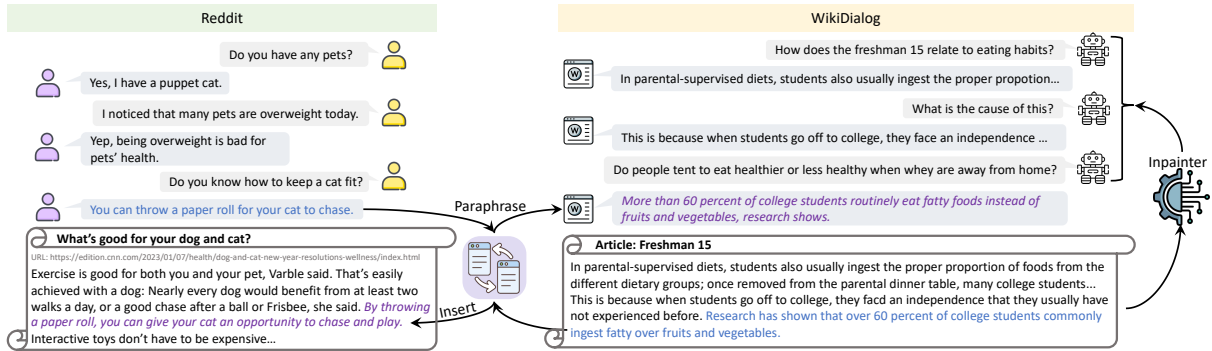 Reddit
Do you have any pets?
Yes, I have a puppet cat.
I noticed that many pets are overweight today.
Yep, being overweight is bad for
pets' health.
Do you know how to keep a cat fit?
You can throw a paper roll for your cat to chase.
What's good for your dog and cat?
URL: https://edition.cnn.com/2023/01/07/health/dog-and-cat-new-year-resolutions-wellness/index.html
Exercise is good for both you and your pet, Varble said. That's easily
achieved with a dog: Nearly every dog would benefit from at least two
walks a day, or a good chase after a ball or Frisbee, she said. By throwing
a paper roll, you can give your cat an opportunity to chase and play.
Interactive toys don't have to be expensive...
Paraphrase
Insert
WikiDialog
How does the freshman 15 relate to eating habits?
W
In parental-supervised diets, students also usually ingest the proper propotion...
What is the cause of this?
W
This is because when students go off to college, they face an independence ...
Do people tent to eat healthier or less healthy when whey are away from home?
W
More than 60 percent of college students routinely eat fatty foods instead of
fruits and vegetables, research shows.
Inpainter
Article: Freshman 15
In parental-supervised diets, students also usually ingest the proper proportion of foods from the
different dietary groups; once removed from the parental dinner table, many college students...
This is because when students go off to college, they facd an independence that they usually have
not experienced before. Research has shown that over 60 percent of college students commonly
ingest fatty over fruits and vegetables.